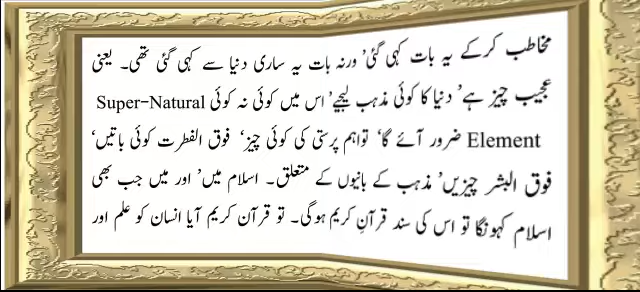 مخاطب کرکے یہ بات کہی گئی‘ ورنہ بات یہ ساری دنیا سے کہی گئی تھی۔ یعنی
عجیب چیز ہے‘ دنیا کا کوئی مذہب لیجیے‘ اس میں کوئی نہ کوئی Super-Natural
Element ضرور آئے گا‘ تواہم پرستی کی کوئی چیز‘ فوق الفطرت کوئی باتیں‘
فوق البشر چیزیں‘ مذہب کے بانیوں کے متعلق۔ اسلام میں‘ اور میں جب بھی
اسلام کہونگا تو اس کی سند قرآنِ کریم ہوگی۔ تو قرآن کریم آیا انسان کو علم اور